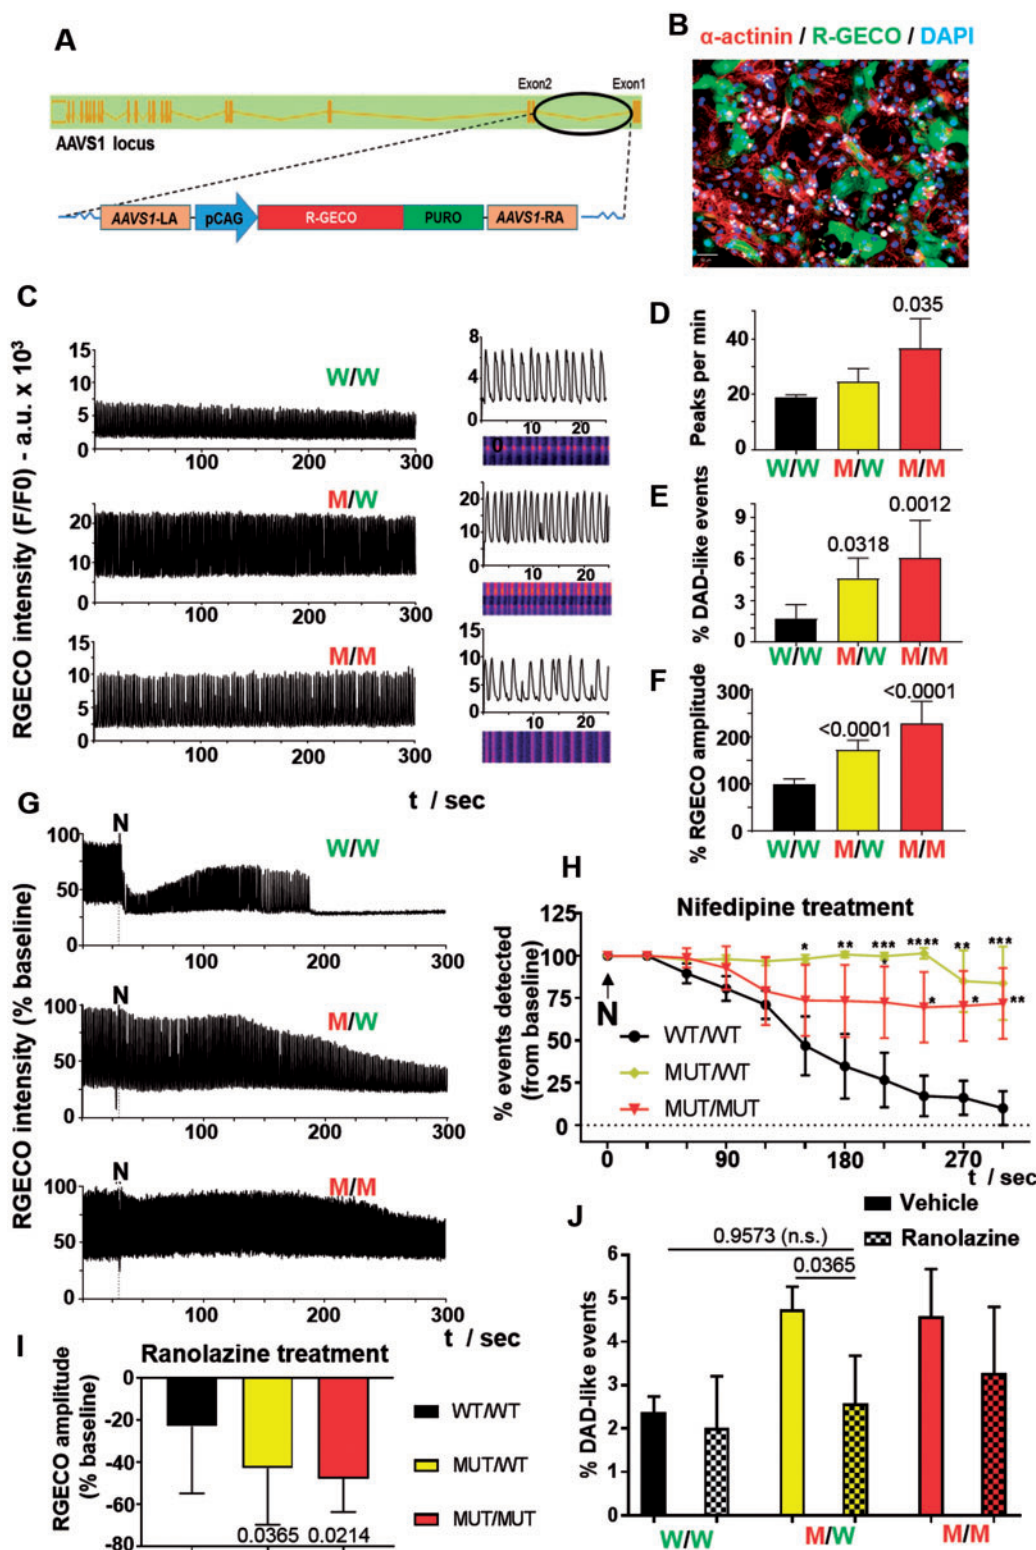 A
Exon2 Exon1
AAVS1 locus
AAVS1-LA pCAG R-GECO PURO AAVS1-RA
B α-actinin / R-GECO / DAPI
C
RGECO intensity (F/F0) - a.u. x 10³
15
10
5
0
W/W
100 200 300
8
6
4
2
0
10 20
0
20
10
0
M/W
100 200 300
20
15
10
5
0
10 20
15
10
5
0
M/M
100 200 300
15
10
5
0
10 20
t / sec
D
Peaks per min
40
20
0
0.035
W/W M/W M/M
E
% DAD-like events
9
6
3
0
0.0318
0.0012
W/W M/W M/M
F
% RGECO amplitude
300
200
100
0
<0.0001
<0.0001
W/W M/W M/M
G
RGECO intensity (% baseline)
N
W/W
100
50
0
100 200 300
N
M/W
100
50
0
100 200 300
N
M/M
100
50
0
100 200 300
t / sec
H
Nifedipine treatment
% events detected
(from baseline)
125
100
75
50
25
0
N
* ** *** **** ** ***
* * **
WT/WT
MUT/WT
MUT/MUT
0 90 180 270
t / sec
I
Ranolazine treatment
RGECO amplitude
(% baseline)
0
-20
-40
-60
-80
0.0365 0.0214
WT/WT
MUT/WT
MUT/MUT
J
Vehicle
Ranolazine
0.9573 (n.s.)
0.0365
% DAD-like events
6
5
4
3
2
1
0
W/W M/W M/M